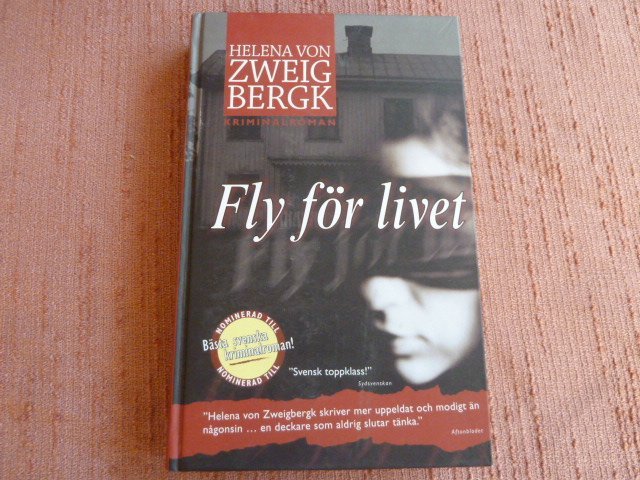 HELENA VON
ZWEIG
BERGK
KRIMINALROMAN
Fly för livet
NOMINERAD TILL
Bästa svenska
kriminalroman!
NOMINERAD TILL
"Svensk toppklass!"
Sydsvenskan
"Helena von Zweigbergk skriver mer uppeldat och modigt än
någonsin ... en deckare som aldrig slutar tänka."
Aftonbladet